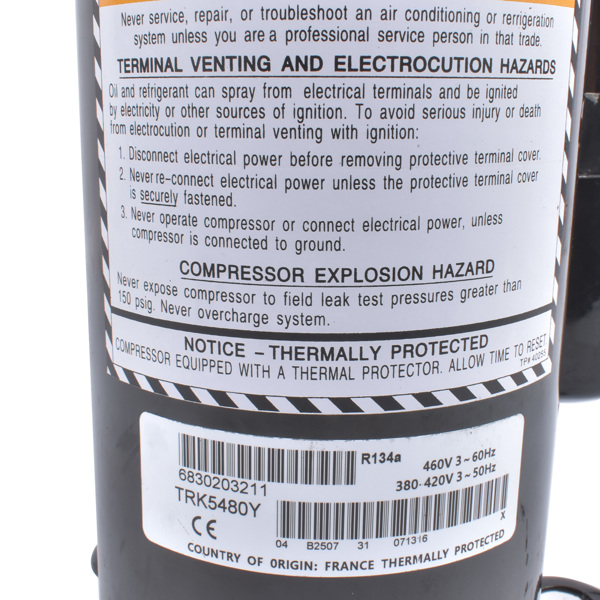 Never service, repair, or troubleshoot an air conditioning or refrigeration
system unless you are a professional service person in that trade.
TERMINAL VENTING AND ELECTROCUTION HAZARDS
Oil and refrigerant can spray from electrical terminals and be ignited
by electricity or other sources of ignition. To avoid serious injury or death
from electrocution or terminal venting with ignition:
1. Disconnect electrical power before removing protective terminal cover.
2. Never re-connect electrical power unless the protective terminal cover
is securely fastened.
3. Never operate compressor or connect electrical power, unless
compressor is connected to ground.
COMPRESSOR EXPLOSION HAZARD
Never expose compressor to field leak test pressures greater than
150 psig. Never overcharge system.
NOTICE - THERMALLY PROTECTED
COMPRESSOR EQUIPPED WITH A THERMAL PROTECTOR. ALLOW TIME TO RESET
TP# 40255
R134a
460V 3~60Hz
6830203211
380-420V 3~50Hz
TRK5480Y
CE
04 B2507 31 071316 X
COUNTRY OF ORIGIN: FRANCE THERMALLY PROTECTED